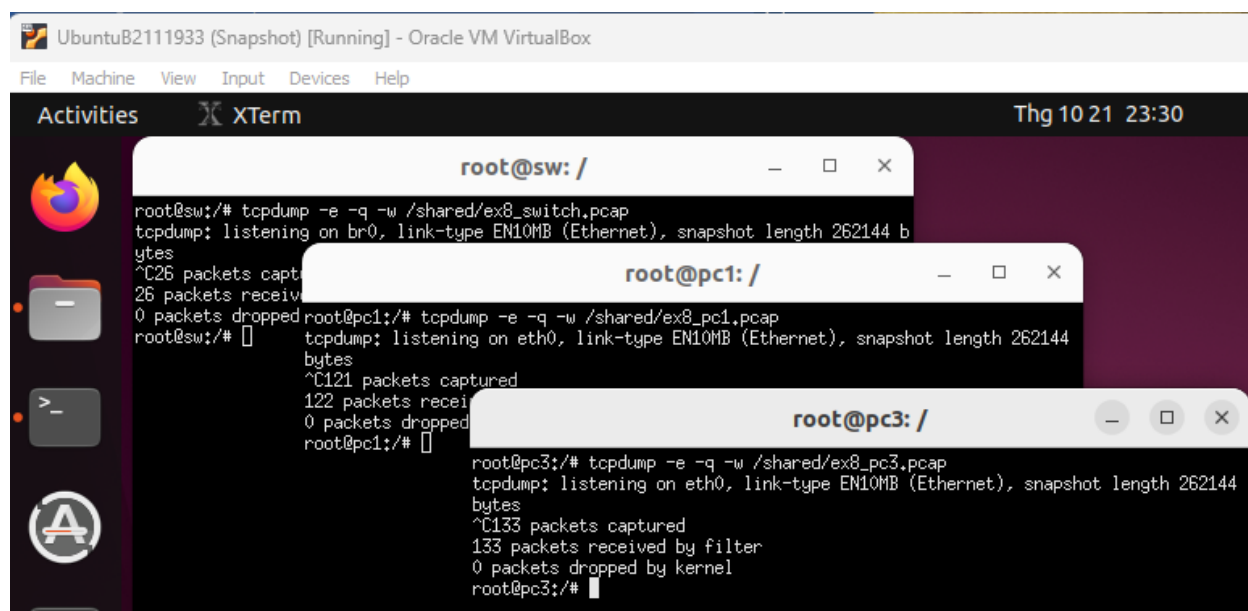 UbuntuB2111933 (Snapshot) [Running] - Oracle VM VirtualBox
File Machine View Input Devices Help
Activities XTerm Thg 10 21 23:30
root@sw: /
root@sw:/# tcpdump -e -q -w /shared/ex8_switch.pcap
tcpdump: listening on br0, link-type EN10MB (Ethernet), snapshot length 262144 b
ytes
^C26 packets
26 packets
0 packets dropped
root@sw:/#
root@pc1: /
root@pc1:/# tcpdump -e -q -w /shared/ex8_pc1.pcap
tcpdump: listening on eth0, link-type EN10MB (Ethernet), snapshot length 262144
bytes
^C121 packets captured
122 packets
0 packets dropped
root@pc1:/#
root@pc3: /
root@pc3:/# tcpdump -e -q -w /shared/ex8_pc3.pcap
tcpdump: listening on eth0, link-type EN10MB (Ethernet), snapshot length 262144
bytes
^C133 packets captured
133 packets received by filter
0 packets dropped by kernel
root@pc3:/#